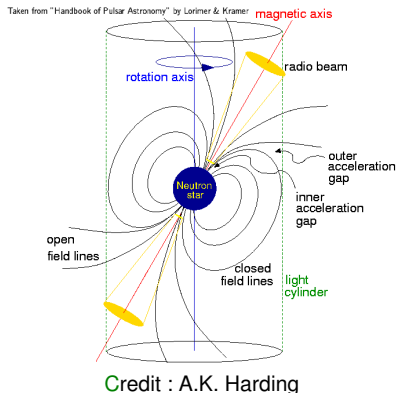 Taken from "Handbook of Pulsar Astronomy" by Lorimer & Kramer
magnetic axis
radio beam
rotation axis
outer
acceleration
gap
Neutron
star
inner
acceleration
gap
open
field lines
closed
field lines
light
cylinder
Credit : A.K. Harding